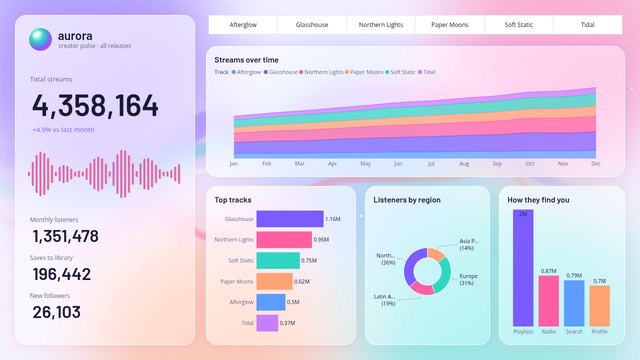 aurora
creator pulse · all releases
Total streams
4,358,164
+4.9% vs last month
Monthly listeners
1,351,478
Saves to library
196,442
New followers
26,103
Afterglow Glasshouse Northern Lights Paper Moons Soft Static Tidal
Streams over time
Track Afterglow Glasshouse Northern Lights Paper Moons Soft Static Tidal
Jan Feb Mar Apr May Jun Jul Aug Sep Oct Nov Dec
Top tracks
Glasshouse 1.16M
Northern Lights 0.96M
Soft Static 0.75M
Paper Moons 0.62M
Afterglow 0.5M
Tidal 0.37M
Listeners by region
Asia P...
(14%)
North...
(36%)
Europe
(31%)
Latin A...
(19%)
How they find you
2M
0.87M
0.79M
0.7M
Playlists Radio Search Profile